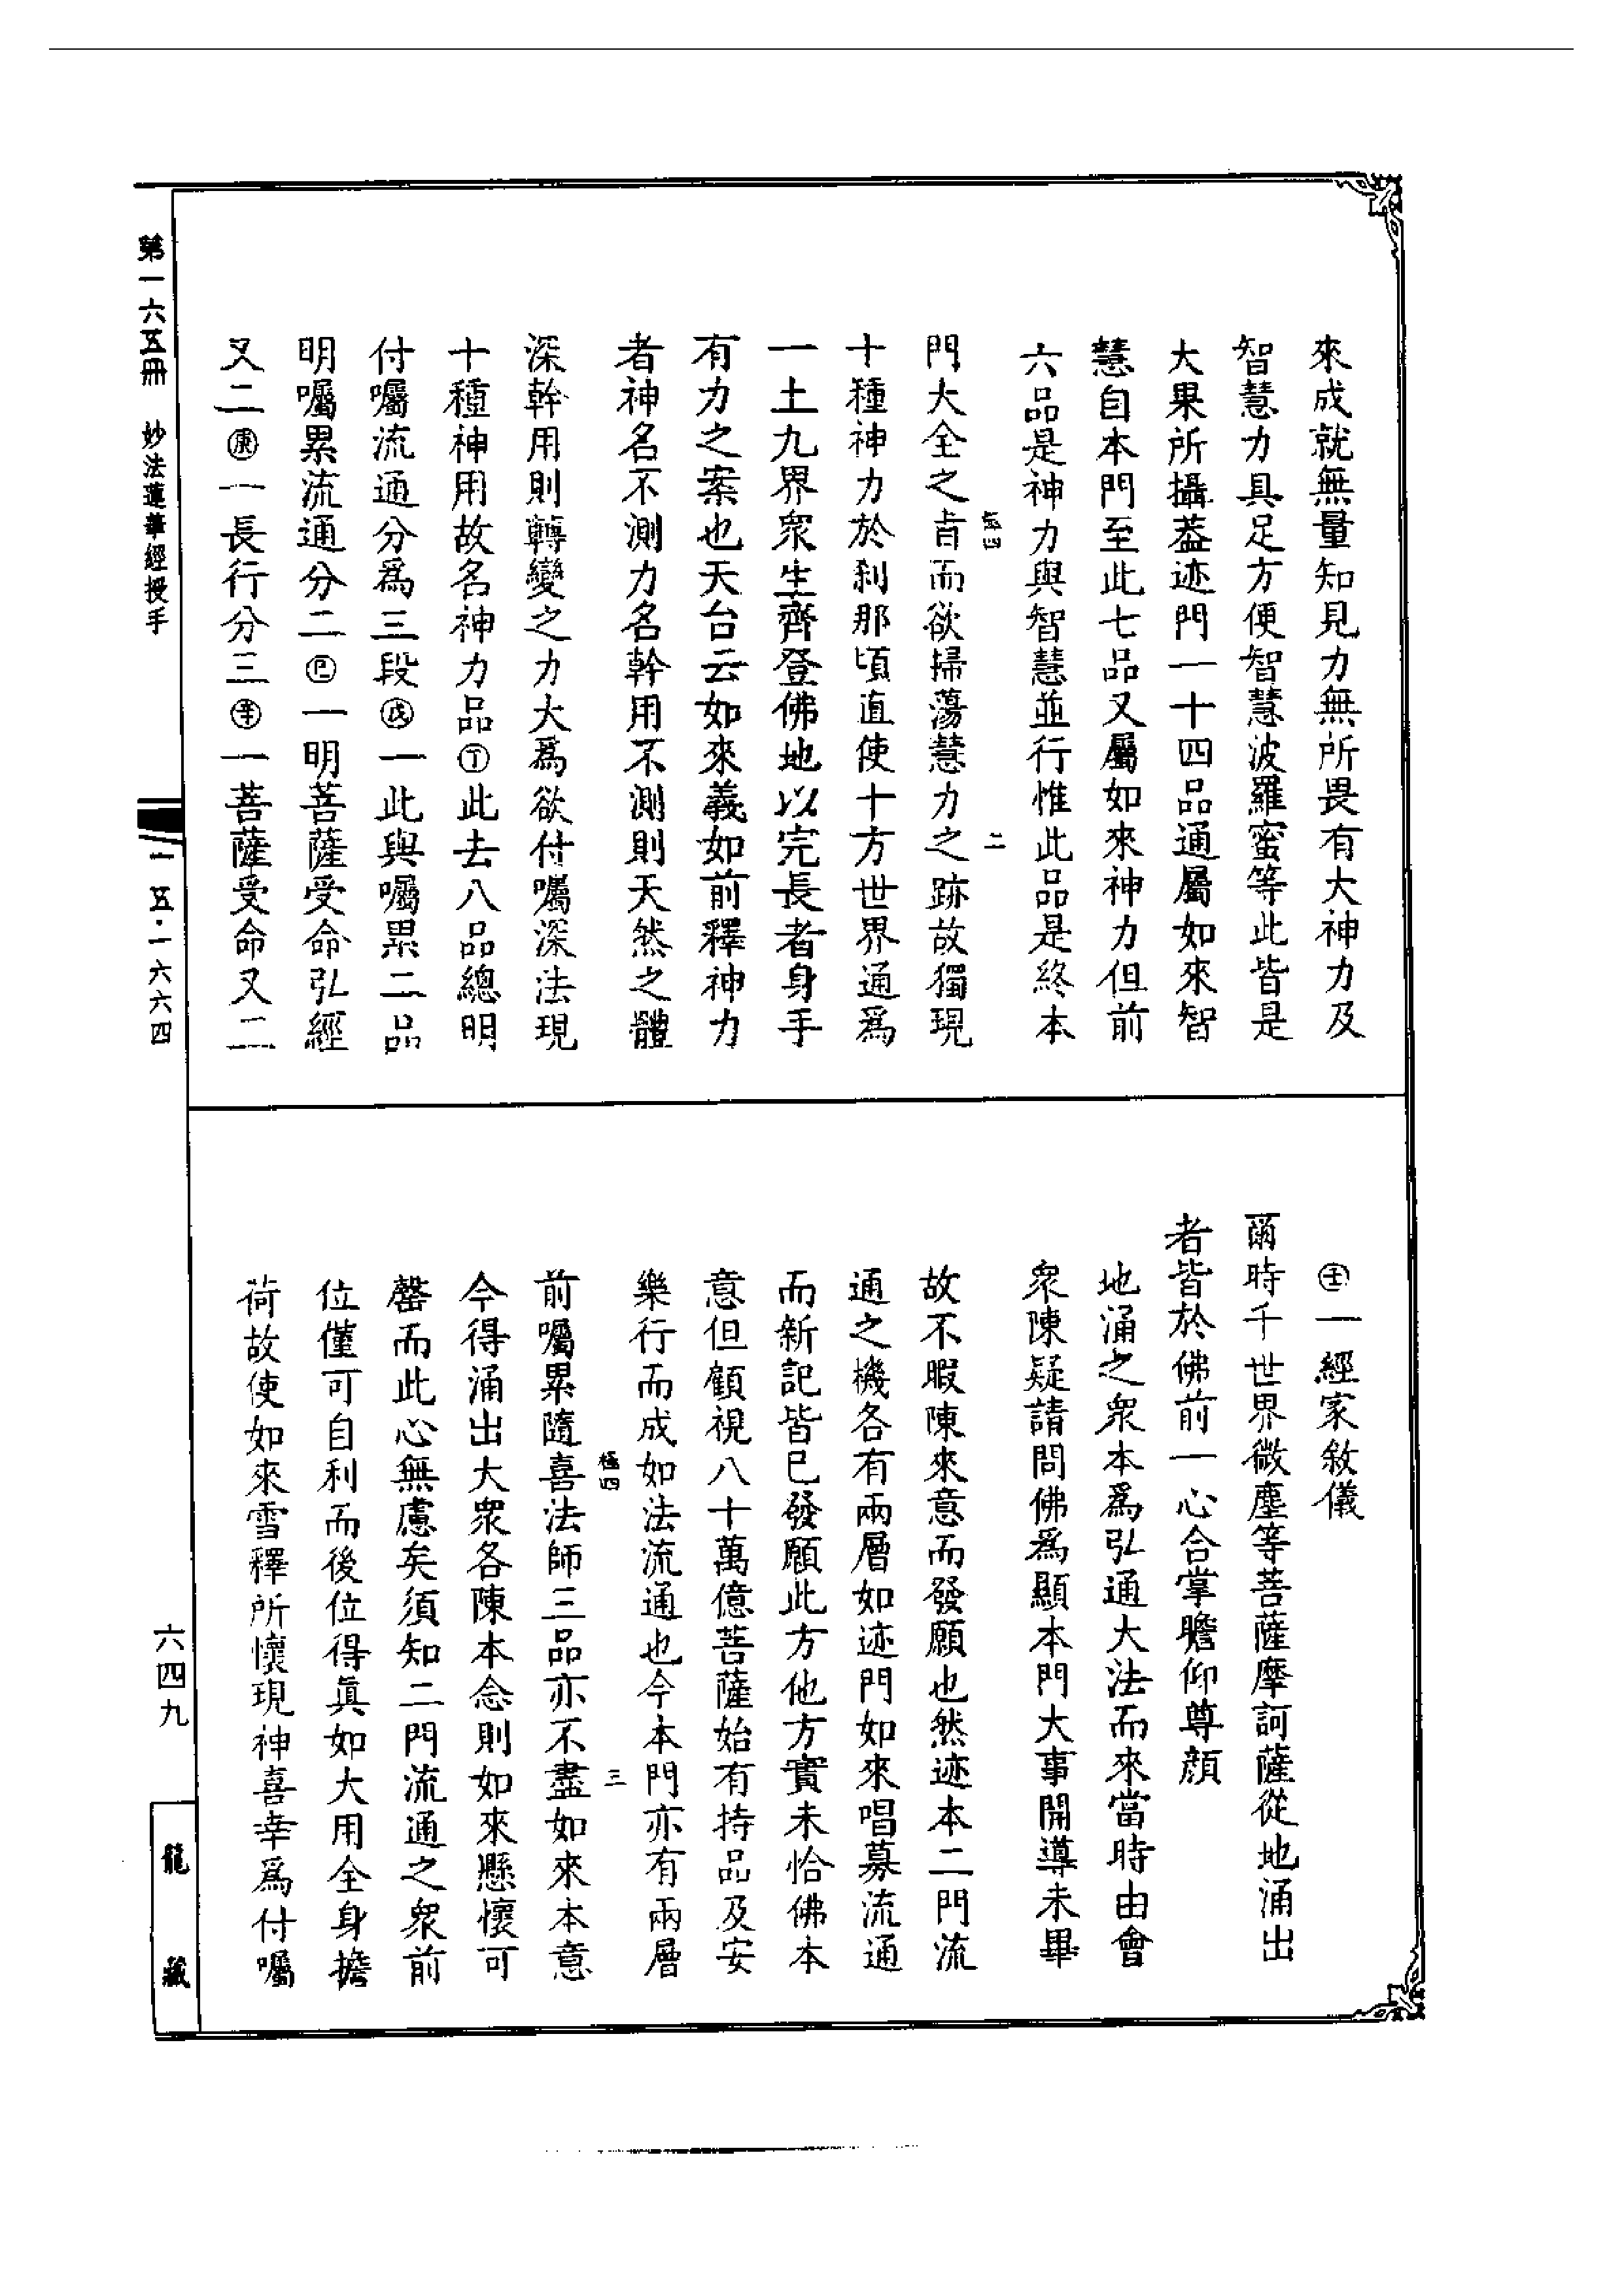 來成就無量知見力無所畏有大神力及
智慧力具足方便智慧波羅蜜等此皆是
大果所攝葢迹門一十四品通屬如來智
慧自本門至此七品又屬如來神力但前
六品是神力與智慧並行惟此品是終本
二
門大全之旨而欲掃蕩慧力之跡故獨現
十種神力於刹那頃直使十方世界通爲
一土九界衆生齊登佛地以完長者身手
有力之案也天台云如來義如前釋神力
者神名不測力名幹用不測則天然之體
深幹用則轉變之力大爲欲付囑深法現
十種神用故名神力品㊀丁此去八品總明
付囑流通分爲三段戊一此與囑累二品
明囑累流通分二己一明菩薩受命弘經
又二庚一長行分三辛一菩薩受命又二
壬一經家敘儀
爾時千世界微塵等菩薩摩訶薩從地涌出
者皆於佛前一心合掌瞻仰尊顏
地涌之衆本爲弘通大法而來當時由會
衆陳疑請問佛爲顯本門大事開導未畢
故不暇陳來意而發願也然迹本二門流
通之機各有兩層如迹門如來唱募流通
而新記皆已發願此方他方實未恰佛本
意但顧視八十萬億菩薩始有持品及安
樂行而成如法流通也今本門亦有兩層
極四 三
前囑累隨喜法師三品亦不盡如來本意
今得涌出大衆各陳本念則如來懸懷可
罄而此心無慮矣須知二門流通之衆前
位僅可自利而後位得眞如大用全身擔
荷故使如來雪釋所懷現神喜幸爲付囑
第一六五冊 妙法蓮華經授手
一五·一六六四
六四九
龍藏